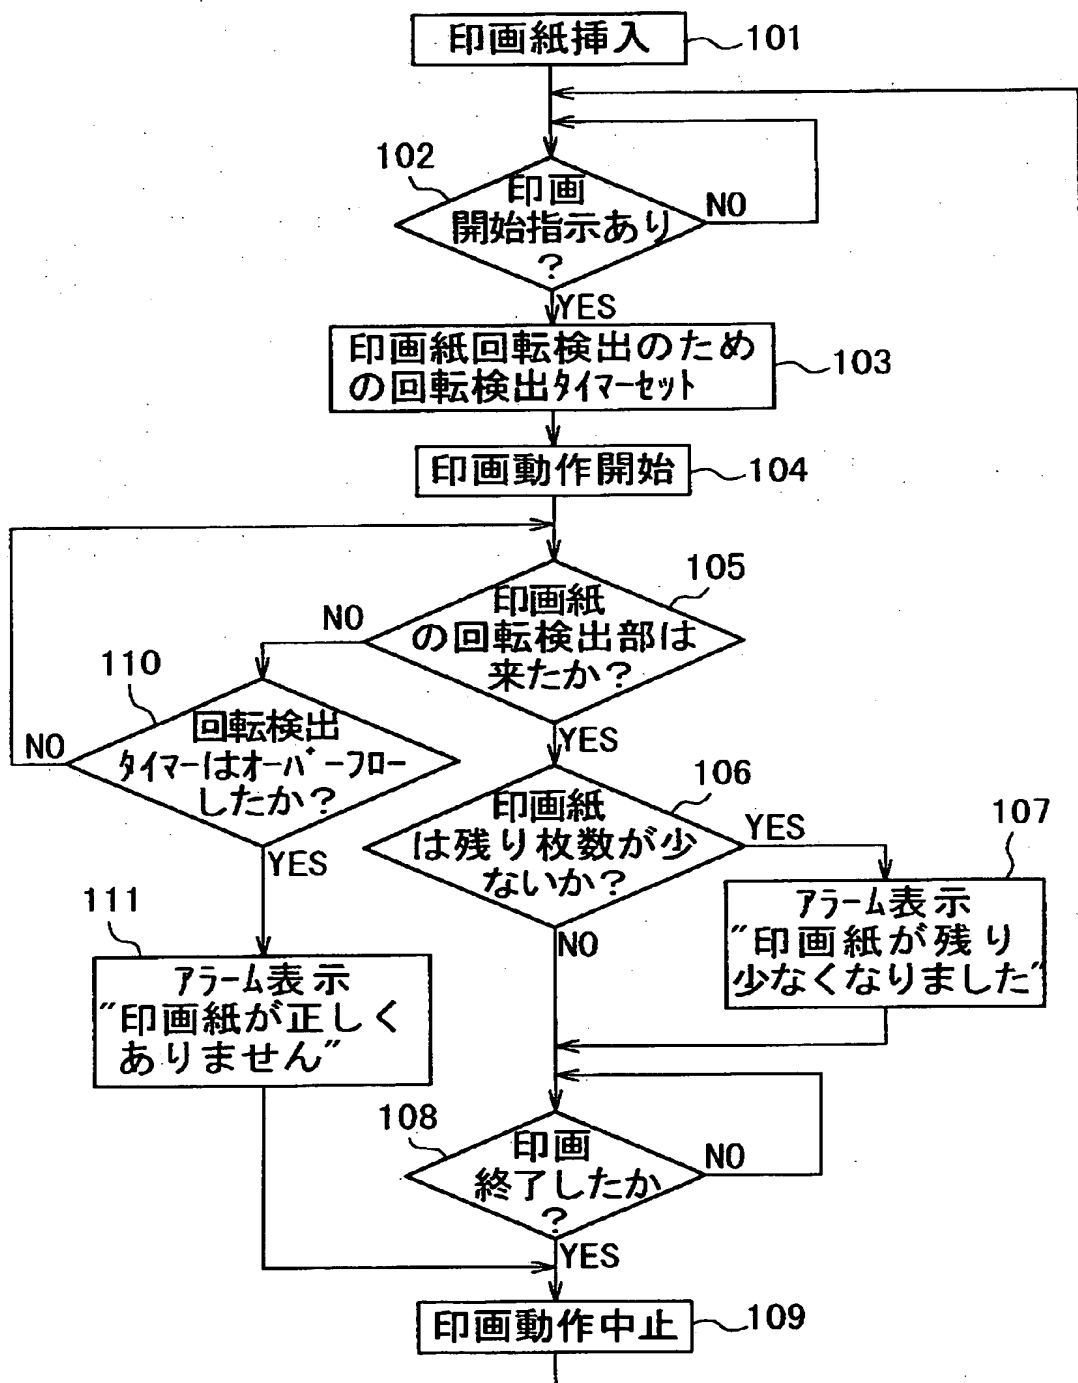 印画紙挿入
101
102
印画
開始指示あり
?
NO
YES
印画紙回転検出のため
の回転検出ﾀｲﾏｰｾｯﾄ
103
印画動作開始
104
105
印画紙
の回転検出部は
来たか?
NO
YES
110
回転検出
ﾀｲﾏｰはｵｰﾊﾞｰﾌﾛｰ
したか?
NO
YES
106
印画紙
は残り枚数が少
ないか?
YES
NO
107
ｱﾗｰﾑ表示
"印画紙が残り
少なくなりました"
111
ｱﾗｰﾑ表示
"印画紙が正しく
ありません"
108
印画
終了したか
?
NO
YES
印画動作中止
109